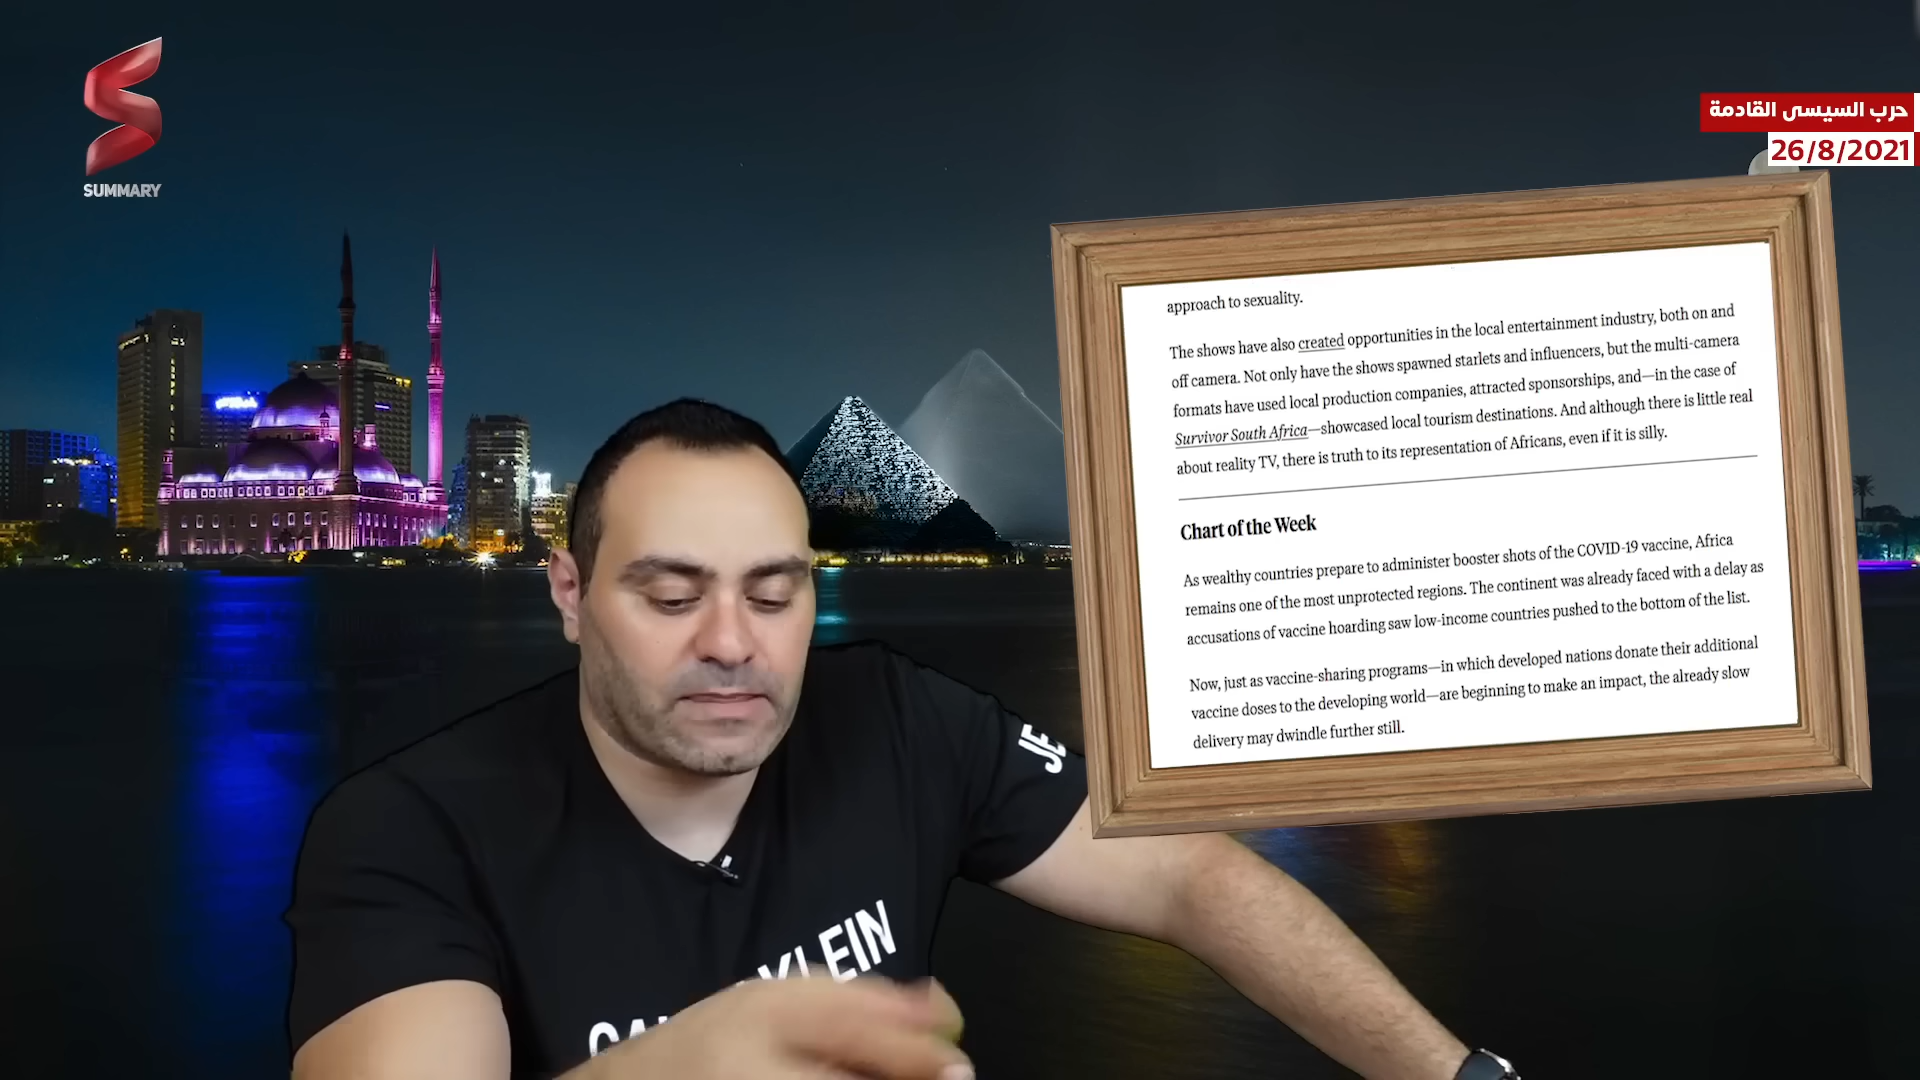 SUMMARY
حرب السيسى القادمة
26/8/2021
approach to sexuality.
The shows have also created opportunities in the local entertainment industry, both on and
off camera. Not only have the shows spawned starlets and influencers, but the multi-camera
formats have used local production companies, attracted sponsorships, and—in the case of
Survivor South Africa—showcased local tourism destinations. And although there is little real
about reality TV, there is truth to its representation of Africans, even if it is silly.
Chart of the Week
As wealthy countries prepare to administer booster shots of the COVID-19 vaccine, Africa
remains one of the most unprotected regions. The continent was already faced with a delay as
accusations of vaccine hoarding saw low-income countries pushed to the bottom of the list.
Now, just as vaccine-sharing programs—in which developed nations donate their additional
vaccine doses to the developing world—are beginning to make an impact, the already slow
delivery may dwindle further still.
JE
KLEIN